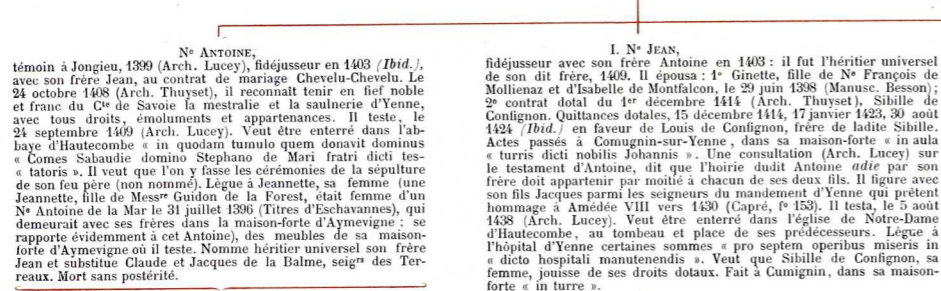 Nᵉ ANTOINE,
témoin à Jongieu, 1399 (Arch. Lucey), fidéjusseur en 1403 (Ibid.),
avec son frère Jean, au contrat de mariage Chevelu-Chevelu. Le
24 octobre 1408 (Arch. Thuyset), il reconnaît tenir en fief noble
et franc du Cᵗᵉ de Savoie la mestralie et la saulnerie d'Yenne,
avec tous droits, émoluments et appartenances. Il teste, le
24 septembre 1409 (Arch. Lucey). Veut être enterré dans l'ab-
baye d'Hautecombe « in quodam tumulo quem donavit dominus
« Comes Sabaudie domino Stephano de Mari fratri dicti tes-
« tatoris ». Il veut que l'on y fasse les cérémonies de la sépulture
de son feu père (non nommé). Lègue à Jeannette, sa femme (une
Jeannette, fille de Messʳᵉ Guidon de la Forest, était femme d'un
Nᵉ Antoine de la Mar le 31 juillet 1396 (Titres d'Eschavannes), qui
demeurait avec ses frères dans la maison-forte d'Aymevigne : se
rapporte évidemment à cet Antoine), des meubles de sa maison-
forte d'Aymevigne où il teste. Nomme héritier universel son frère
Jean et substitue Claude et Jacques de la Balme, seigʳˢ des Ter-
reaux. Mort sans postérité.
I. Nᵉ JEAN,
fidéjusseur avec son frère Antoine en 1403 : il fut l'héritier universel
de son dit frère, 1409. Il épousa : 1° Ginette, fille de Nᵉ François de
Mollienaz et d'Isabelle de Montfalcon, le 29 juin 1398 (Manusc. Besson);
2° contrat dotal du 1ᵉʳ décembre 1414 (Arch. Thuyset), Sibille de
Confignon. Quittances dotales, 15 décembre 1414, 17 janvier 1423, 30 août
1424 (Ibid.) en faveur de Louis de Confignon, frère de ladite Sibille.
Actes passés à Comugnin-sur-Yenne, dans sa maison-forte « in aula
« turris dicti nobilis Johannis ». Une consultation (Arch. Lucey) sur
le testament d'Antoine, dit que l'hoirie dudit Antoine adie par son
frère doit appartenir par moitié à chacun de ses deux fils. Il figure avec
son fils Jacques parmi les seigneurs du mandement d'Yenne qui prêtent
hommage à Amédée VIII vers 1430 (Capré, fº 153). Il testa, le 5 août
1438 (Arch. Lucey). Veut être enterré dans l'église de Notre-Dame
d'Hautecombe, au tombeau et place de ses prédécesseurs. Lègue à
l'hôpital d'Yenne certaines sommes « pro septem operibus miseris in
« dicto hospitali manutenendis ». Veut que Sibille de Confignon, sa
femme, jouisse de ses droits dotaux. Fait à Cumignin, dans sa maison-
forte « in turre ».